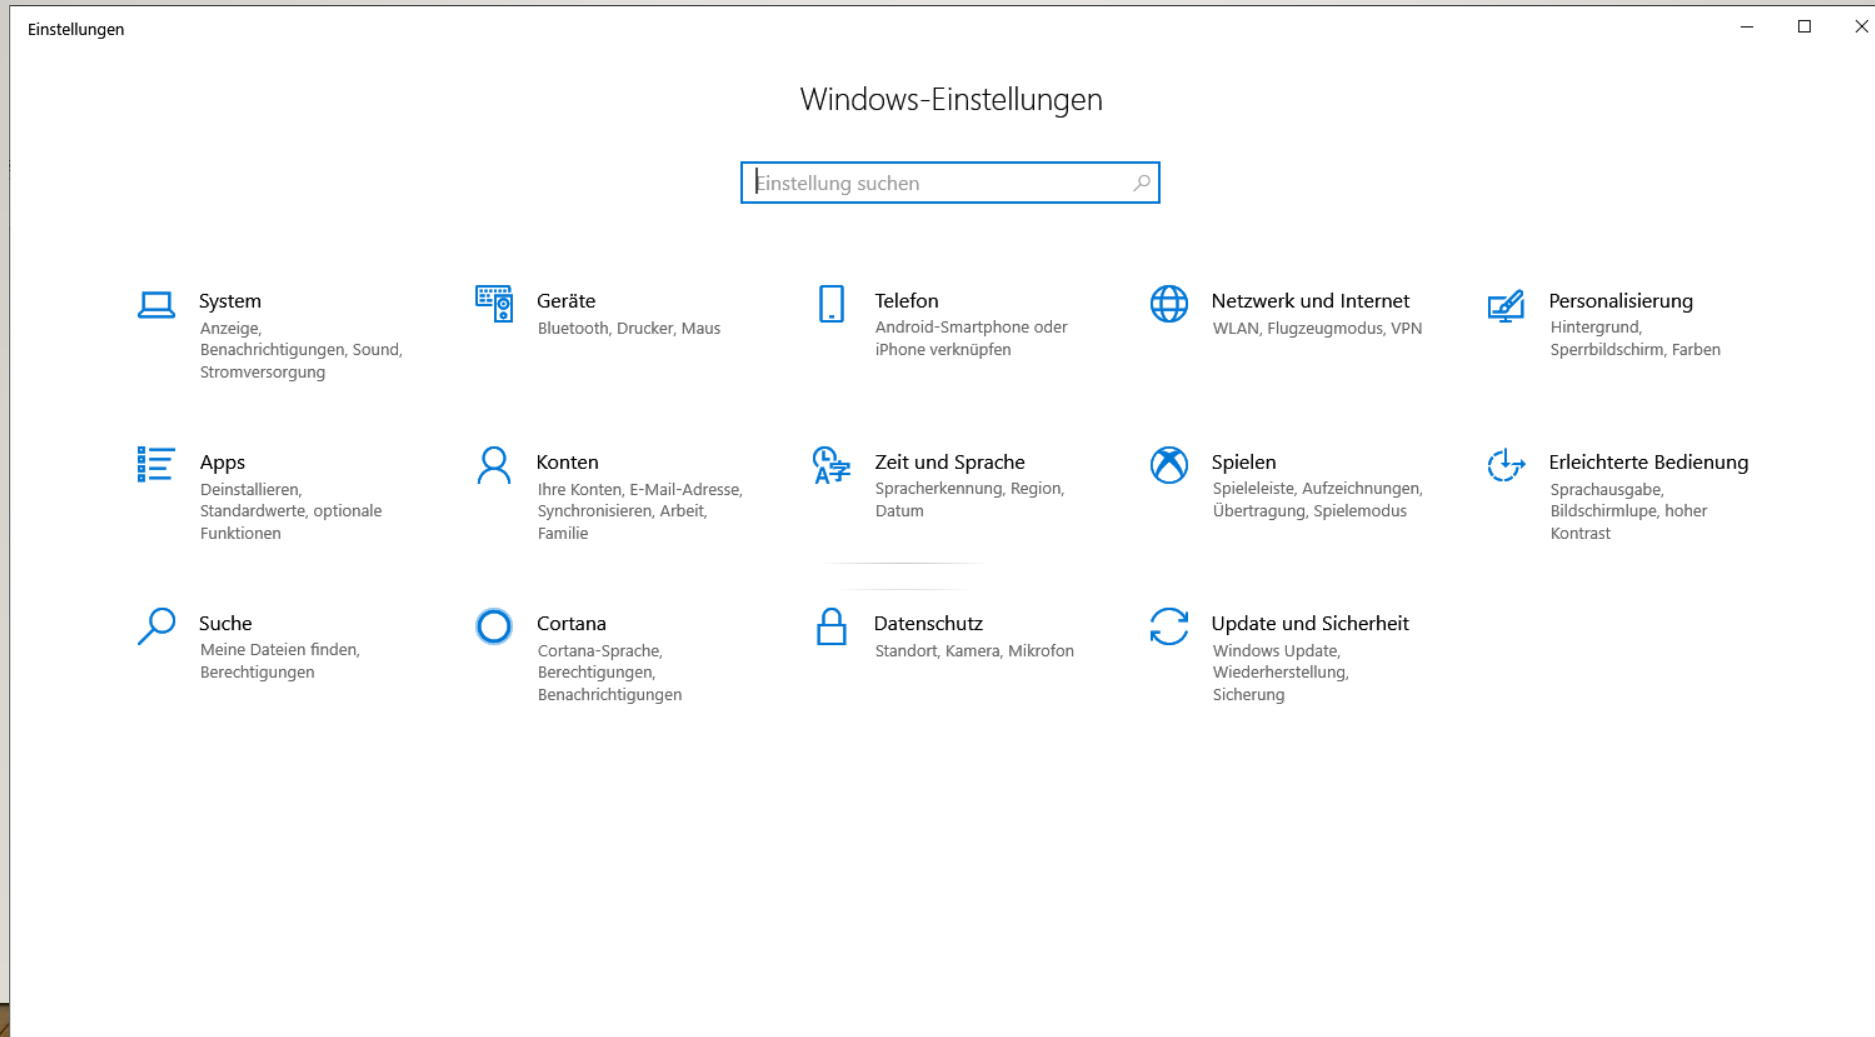 Einstellungen
Windows-Einstellungen
Einstellung suchen
System
Anzeige,
Benachrichtigungen, Sound,
Stromversorgung
Geräte
Bluetooth, Drucker, Maus
Telefon
Android-Smartphone oder
iPhone verknüpfen
Netzwerk und Internet
WLAN, Flugzeugmodus, VPN
Personalisierung
Hintergrund,
Sperrbildschirm, Farben
Apps
Deinstallieren,
Standardwerte, optionale
Funktionen
Konten
Ihre Konten, E-Mail-Adresse,
Synchronisieren, Arbeit,
Familie
Zeit und Sprache
Spracherkennung, Region,
Datum
Spielen
Spieleleiste, Aufzeichnungen,
Übertragung, Spielemodus
Erleichterte Bedienung
Sprachausgabe,
Bildschirmlupe, hoher
Kontrast
Suche
Meine Dateien finden,
Berechtigungen
Cortana
Cortana-Sprache,
Berechtigungen,
Benachrichtigungen
Datenschutz
Standort, Kamera, Mikrofon
Update und Sicherheit
Windows Update,
Wiederherstellung,
Sicherung